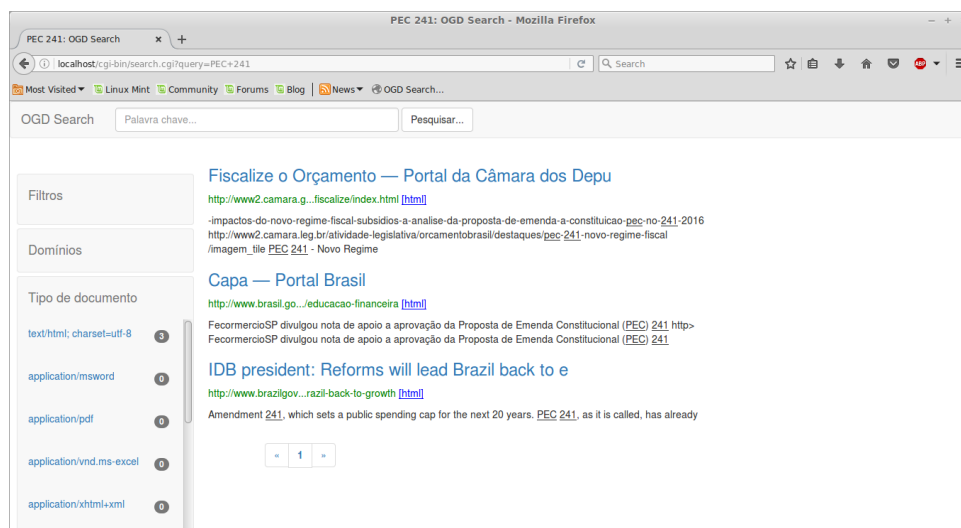 PEC 241: OGD Search - Mozilla Firefox
PEC 241: OGD Search
localhost/cgi-bin/search.cgi?query=PEC+241
Search
ABP
Most Visited Linux Mint Community Forums Blog News OGD Search...
OGD Search Palavra chave... Pesquisar...
Filtros
Domínios
Tipo de documento
text/html; charset=utf-8 3
application/msword 0
application/pdf 0
application/vnd.ms-excel 0
application/xhtml+xml 0
Fiscalize o Orçamento — Portal da Câmara dos Depu
http://www2.camara.g...fiscalize/index.html [html]
-impactos-do-novo-regime-fiscal-subsidios-a-analise-da-proposta-de-emenda-a-constituicao-pec-no-241-2016
http://www2.camara.leg.br/atividade-legislativa/orcamentobrasil/destaques/pec-241-novo-regime-fiscal
/imagem_tile PEC 241 - Novo Regime
Capa — Portal Brasil
http://www.brasil.go.../educacao-financeira [html]
FecormercioSP divulgou nota de apoio a aprovação da Proposta de Emenda Constitucional (PEC) 241 http>
FecormercioSP divulgou nota de apoio a aprovação da Proposta de Emenda Constitucional (PEC) 241
IDB president: Reforms will lead Brazil back to e
http://www.brazilgov...razil-back-to-growth [html]
Amendment 241, which sets a public spending cap for the next 20 years. PEC 241, as it is called, has already
« 1 »